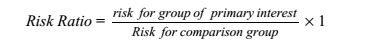 Risk Ratio = risk for group of primary interest / Risk for comparison group × 1